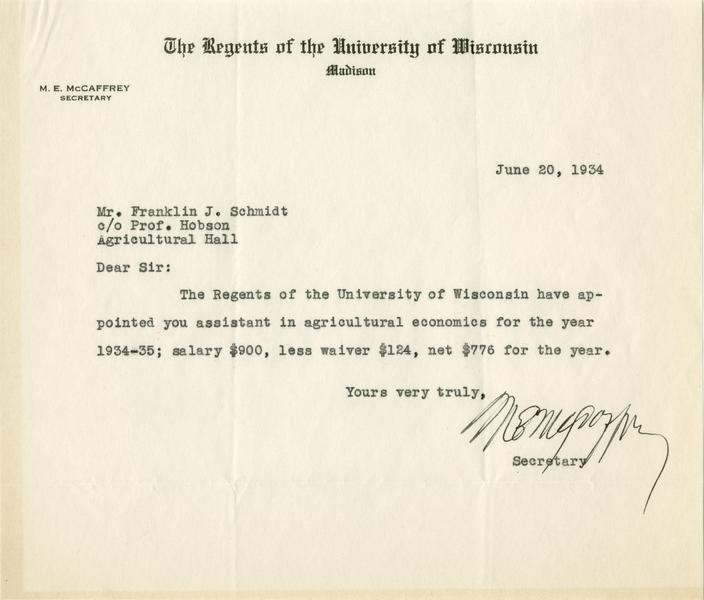 The Regents of the University of Wisconsin
Madison
M. E. McCAFFREY
SECRETARY
June 20, 1934
Mr. Franklin J. Schmidt
c/o Prof. Hobson
Agricultural Hall
Dear Sir:
The Regents of the University of Wisconsin have ap-
pointed you assistant in agricultural economics for the year
1934-35; salary $900, less waiver $124, net $776 for the year.
Yours very truly,
M E McCaffrey
Secretary